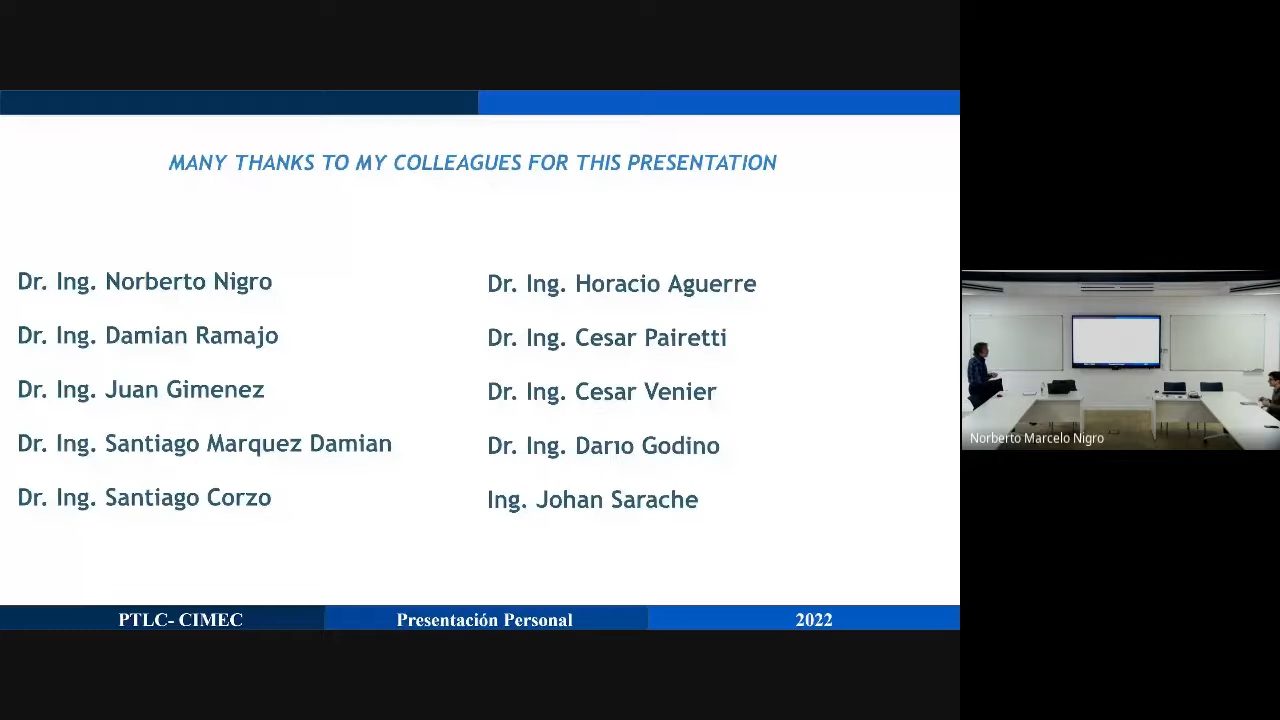 MANY THANKS TO MY COLLEAGUES FOR THIS PRESENTATION
Dr. Ing. Norberto Nigro
Dr. Ing. Damian Ramajo
Dr. Ing. Juan Gimenez
Dr. Ing. Santiago Marquez Damian
Dr. Ing. Santiago Corzo
Dr. Ing. Horacio Aguerre
Dr. Ing. Cesar Pairetti
Dr. Ing. Cesar Venier
Dr. Ing. Darıo Godino
Ing. Johan Sarache
PTLC- CIMEC
Presentación Personal
2022
Norberto Marcelo Nigro